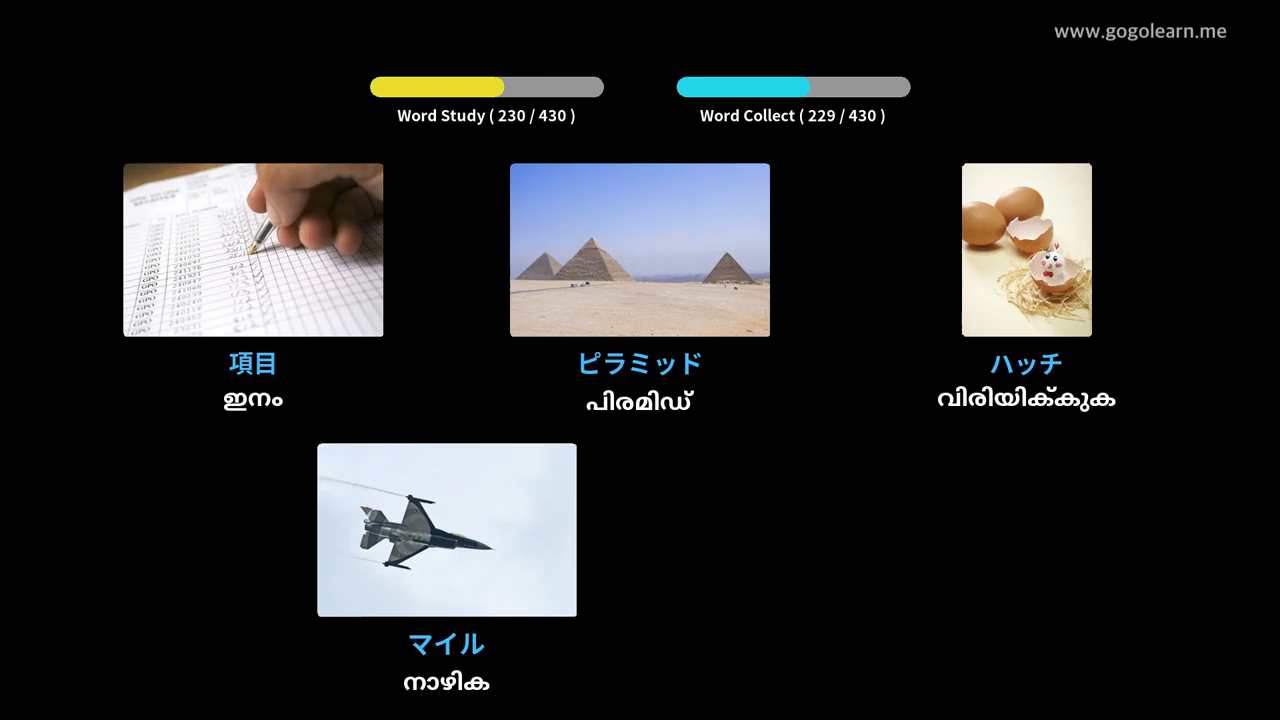 www.gogolearn.me
Word Study ( 230 / 430 )
Word Collect ( 229 / 430 )
項目
ഇനം
ピラミッド
പിരമിഡ്
ハッチ
വിരിയിക്കുക
マイル
നാഴിക